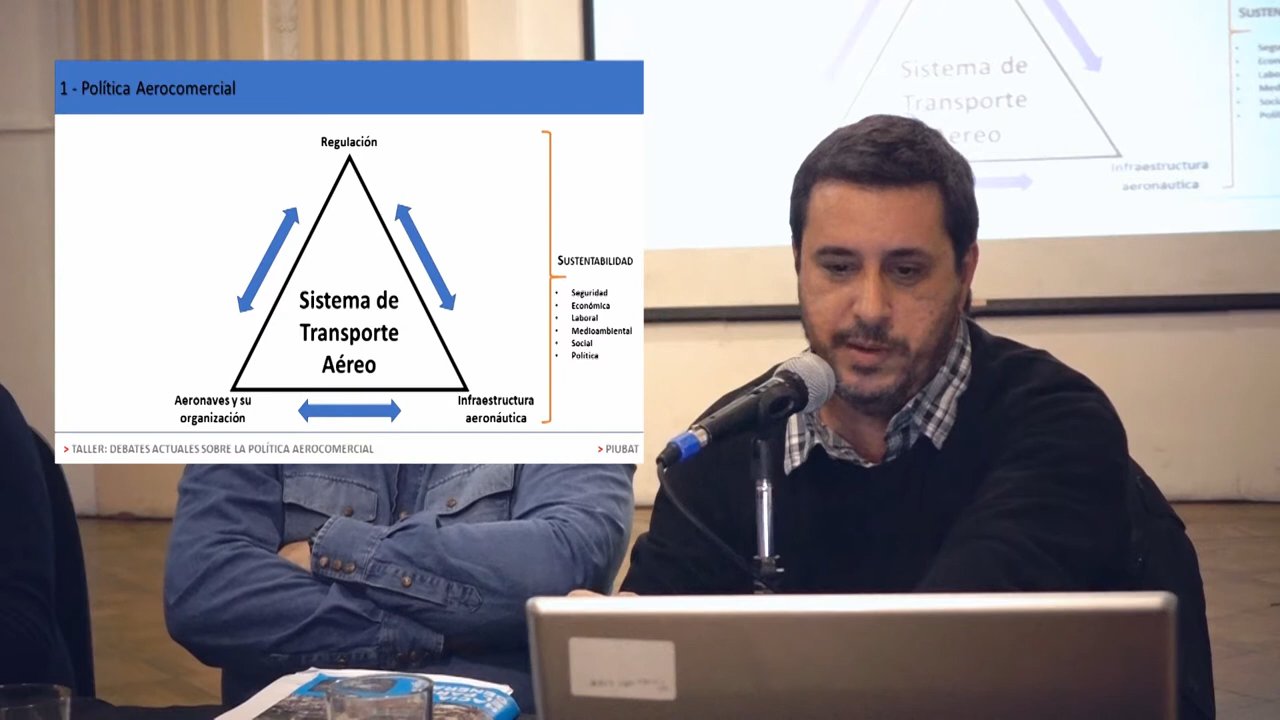 1 - Política Aerocomercial
Regulación
Sistema de
Transporte
Aéreo
Aeronaves y su
organización
Infraestructura
aeronáutica
SUSTENTABILIDAD
• Seguridad
• Económica
• Laboral
• Medioambiental
• Social
• Política
> TALLER: DEBATES ACTUALES SOBRE LA POLÍTICA AEROCOMERCIAL
> PIUBAT
Sistema de
Transporte
Aereo
Infraestructura
aeronáutica